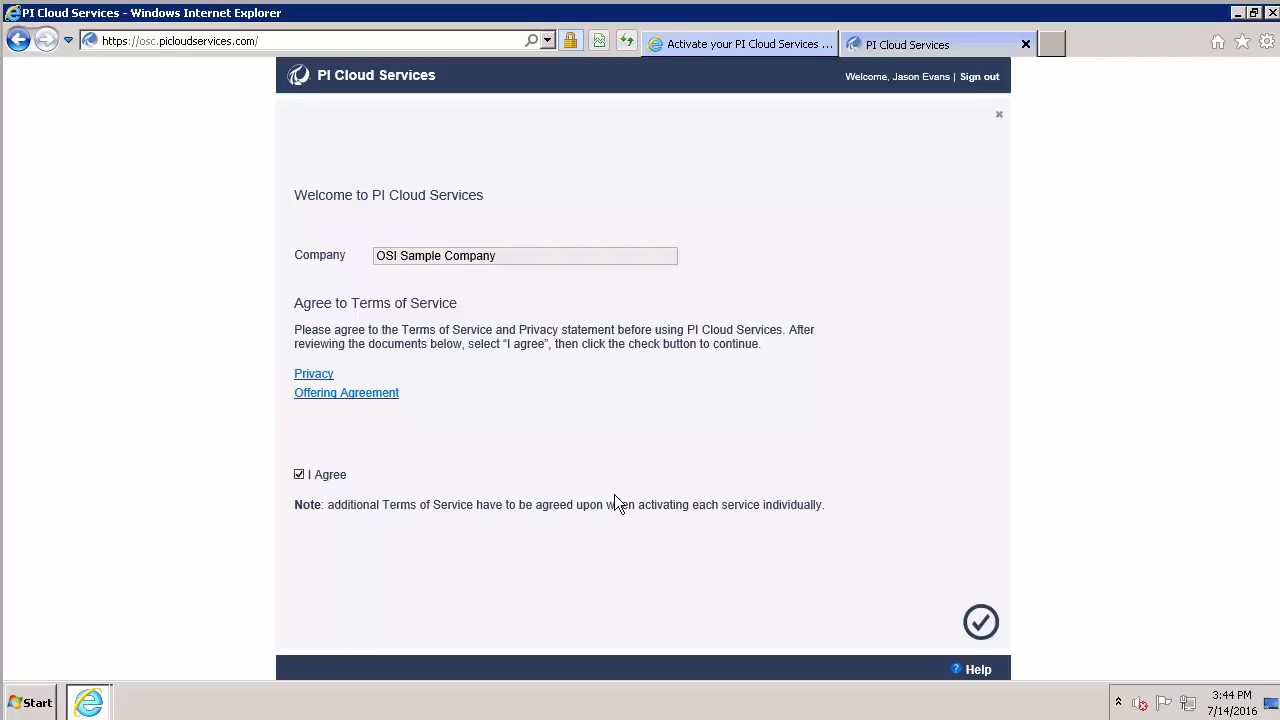 PI Cloud Services - Windows Internet Explorer
https://osc.picloudservices.com/
Activate your PI Cloud Services ...
PI Cloud Services
PI Cloud Services
Welcome, Jason Evans | Sign out
Welcome to PI Cloud Services
Company OSI Sample Company
Agree to Terms of Service
Please agree to the Terms of Service and Privacy statement before using PI Cloud Services. After
reviewing the documents below, select “I agree”, then click the check button to continue.
Privacy
Offering Agreement
I Agree
Note: additional Terms of Service have to be agreed upon when activating each service individually.
? Help
Start
3:44 PM
7/14/2016